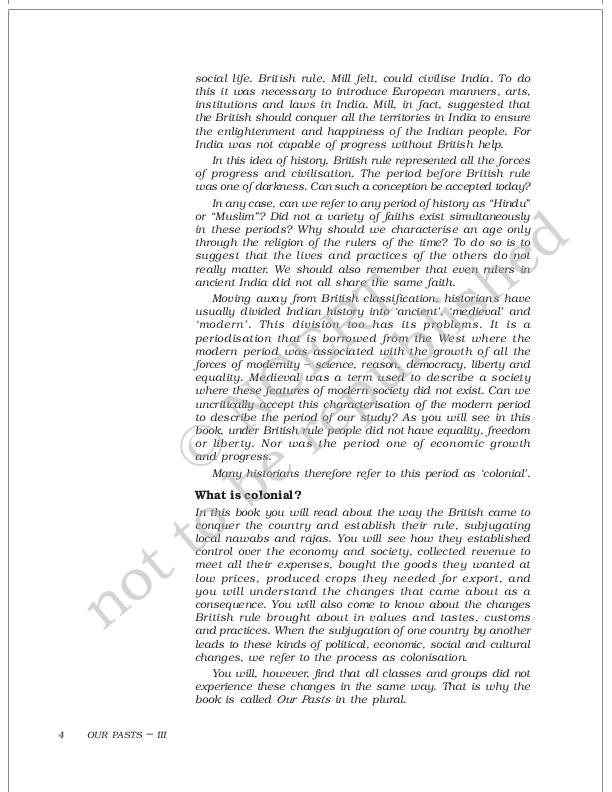 social life. British rule, Mill felt, could civilise India. To do
this it was necessary to introduce European manners, arts,
institutions and laws in India. Mill, in fact, suggested that
the British should conquer all the territories in India to ensure
the enlightenment and happiness of the Indian people. For
India was not capable of progress without British help.
In this idea of history, British rule represented all the forces
of progress and civilisation. The period before British rule
was one of darkness. Can such a conception be accepted today?
In any case, can we refer to any period of history as “Hindu”
or “Muslim”? Did not a variety of faiths exist simultaneously
in these periods? Why should we characterise an age only
through the religion of the rulers of the time? To do so is to
suggest that the lives and practices of the others do not
really matter. We should also remember that even rulers in
ancient India did not all share the same faith.
Moving away from British classification, historians have
usually divided Indian history into ‘ancient’, ‘medieval’ and
‘modern’. This division too has its problems. It is a
periodisation that is borrowed from the West where the
modern period was associated with the growth of all the
forces of modernity – science, reason, democracy, liberty and
equality. Medieval was a term used to describe a society
where these features of modern society did not exist. Can we
uncritically accept this characterisation of the modern period
to describe the period of our study? As you will see in this
book, under British rule people did not have equality, freedom
or liberty. Nor was the period one of economic growth
and progress.
Many historians therefore refer to this period as ‘colonial’.
What is colonial?
In this book you will read about the way the British came to
conquer the country and establish their rule, subjugating
local nawabs and rajas. You will see how they established
control over the economy and society, collected revenue to
meet all their expenses, bought the goods they wanted at
low prices, produced crops they needed for export, and
you will understand the changes that came about as a
consequence. You will also come to know about the changes
British rule brought about in values and tastes, customs
and practices. When the subjugation of one country by another
leads to these kinds of political, economic, social and cultural
changes, we refer to the process as colonisation.
You will, however, find that all classes and groups did not
experience these changes in the same way. That is why the
book is called Our Pasts in the plural.
4 OUR PASTS – III
© NCERT
not to be republished